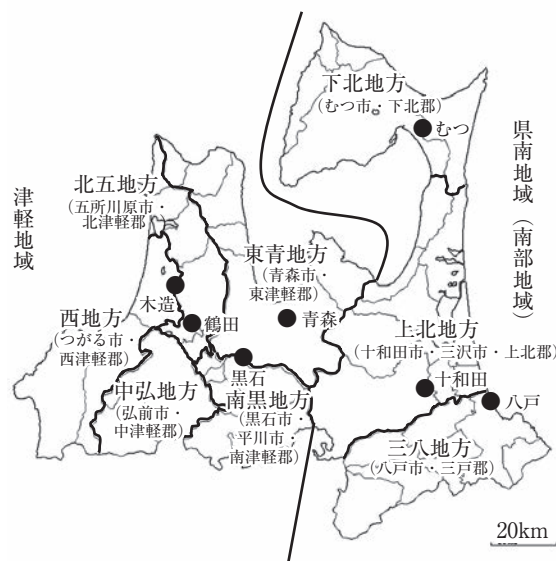 下北地方
(むつ市・下北郡)
むつ
県南地域(南部地域)
津軽地域
北五地方
(五所川原市・
北津軽郡)
東青地方
(青森市・
東津軽郡)
木造
鶴田
青森
西地方
(つがる市・
西津軽郡)
上北地方
(十和田市・三沢市・上北郡)
黒石
十和田
八戸
中弘地方
(弘前市・
中津軽郡)
南黒地方
(黒石市・
平川市・
南津軽郡)
三八地方
(八戸市・三戸郡)
20km